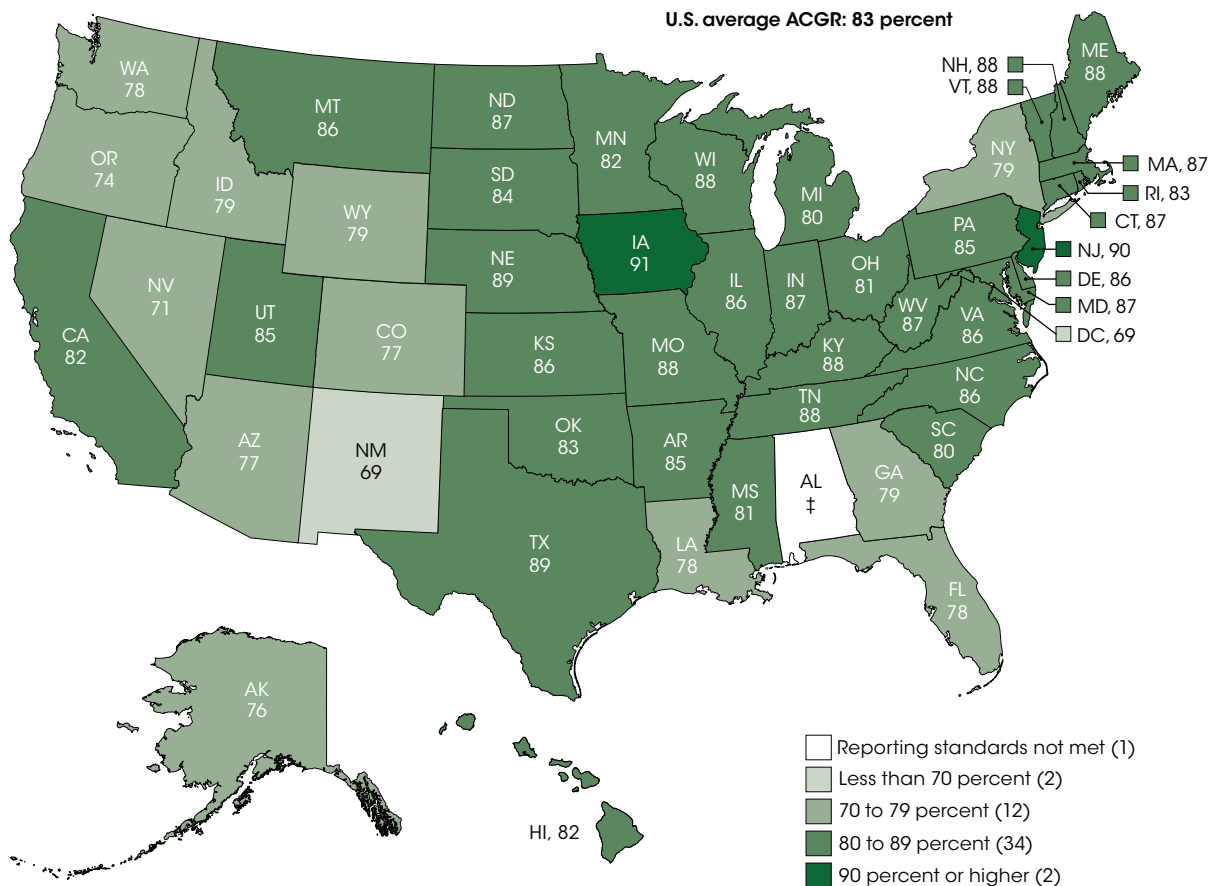 U.S. average ACGR: 83 percent
WA
78
OR
74
ID
79
MT
86
ND
87
MN
82
SD
84
WY
79
WI
88
MI
80
NY
79
NH, 88
VT, 88
ME
88
MA, 87
RI, 83
CT, 87
NJ, 90
DE, 86
MD, 87
DC, 69
PA
85
IA
91
NE
89
NV
71
UT
85
CO
77
CA
82
KS
86
MO
88
IL
86
IN
87
OH
81
WV
87
VA
86
KY
88
TN
88
NC
86
SC
80
AZ
77
NM
69
OK
83
AR
85
TX
89
LA
78
MS
81
AL
‡
GA
79
FL
78
AK
76
HI, 82
Reporting standards not met (1)
Less than 70 percent (2)
70 to 79 percent (12)
80 to 89 percent (34)
90 percent or higher (2)